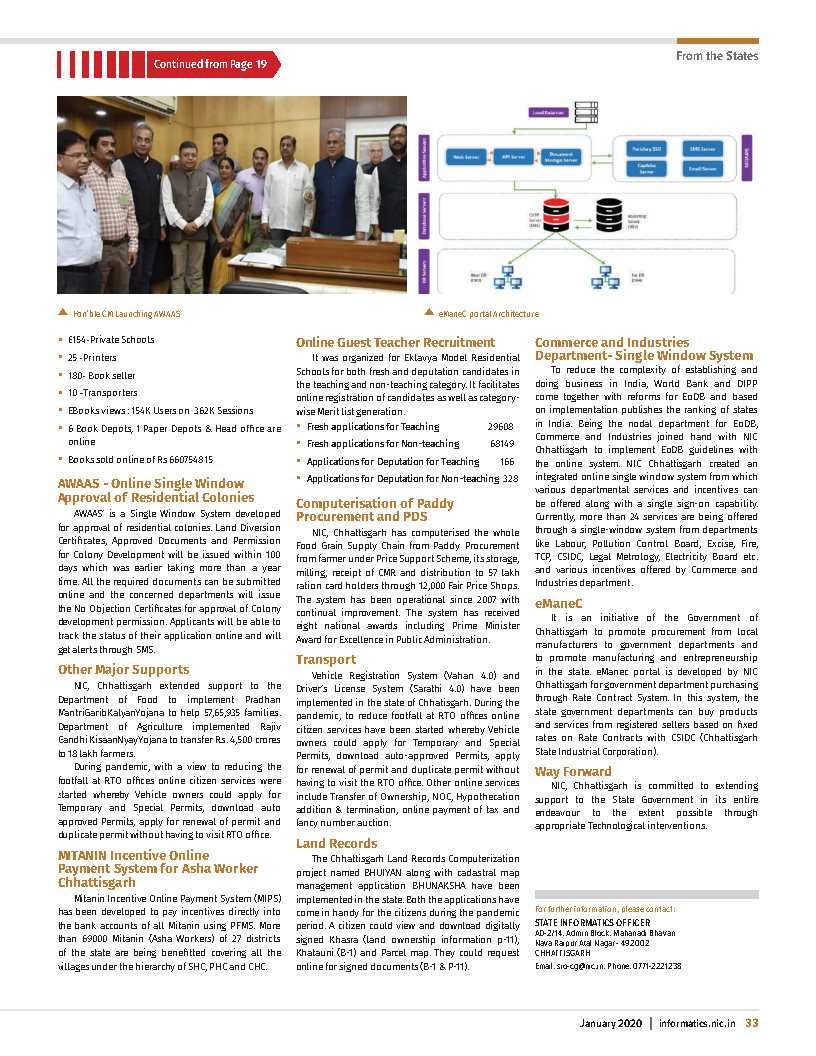 From the States
Continued from Page 19
Load Balancer
Application Servers
Web Server
API Server
Document
Storage Server
Parichay SSO
SMS Server
Captcha
Server
Email Server
Services
Database Servers
OLTP
Server
(DB1)
Reporting
Server
(DB2)
DR Servers
Near DR
Far DR
Hon'ble CM Launching AWAAS
eManeC portal Architecture
• 6154-Private Schools
• 25 -Printers
• 180- Book seller
• 10 -Transporters
• EBooks views : 154K Users on 362K Sessions
• 6 Book Depots, 1 Paper Depots & Head office are
online
• Books sold online of Rs 660754815
AWAAS - Online Single Window
Approval of Residential Colonies
AWAAS' is a Single Window System developed
for approval of residential colonies. Land Diversion
Certificates, Approved Documents and Permission
for Colony Development will be issued within 100
days which was earlier taking more than a year
time. All the required documents can be submitted
online and the concerned departments will issue
the No Objection Certificates for approval of Colony
development permission. Applicants will be able to
track the status of their application online and will
get alerts through SMS.
Other Major Supports
NIC, Chhattisgarh extended support to the
Department of Food to implement Pradhan
MantriGaribKalyanYojana to help 57,65,935 families.
Department of Agriculture implemented Rajiv
Gandhi KisaanNyayYojana to transfer Rs. 4,500 crores
to 18 lakh farmers.
During pandemic, with a view to reducing the
footfall at RTO offices online citizen services were
started whereby Vehicle owners could apply for
Temporary and Special Permits, download auto
approved Permits, apply for renewal of permit and
duplicate permit without having to visit RTO office.
MITANIN Incentive Online
Payment System for Asha Worker
Chhattisgarh
Mitanin Incentive Online Payment System (MIPS)
has been developed to pay incentives directly into
the bank accounts of all Mitanin using PFMS. More
than 69000 Mitanin (Asha Workers) of 27 districts
of the state are being benefitted covering all the
villages under the hierarchy of SHC, PHC and CHC.
Online Guest Teacher Recruitment
It was organized for Eklavya Model Residential
Schools for both fresh and deputation candidates in
the teaching and non-teaching category. It facilitates
online registration of candidates as well as category-
wise Merit list generation.
• Fresh applications for Teaching 29608
• Fresh applications for Non-teaching 68149
• Applications for Deputation for Teaching 166
• Applications for Deputation for Non-teaching 328
Computerisation of Paddy
Procurement and PDS
NIC, Chhattisgarh has computerised the whole
Food Grain Supply Chain from Paddy Procurement
from farmer under Price Support Scheme, its storage,
milling, receipt of CMR and distribution to 57 lakh
ration card holders through 12,000 Fair Price Shops.
The system has been operational since 2007 with
continual improvement. The system has received
eight national awards including Prime Minister
Award for Excellence in Public Administration.
Transport
Vehicle Registration System (Vahan 4.0) and
Driver's License System (Sarathi 4.0) have been
implemented in the state of Chhatisgarh. During the
pandemic, to reduce footfall at RTO offices online
citizen services have been started whereby Vehicle
owners could apply for Temporary and Special
Permits, download auto-approved Permits, apply
for renewal of permit and duplicate permit without
having to visit the RTO office. Other online services
include Transfer of Ownership, NOC, Hypothecation
addition & termination, online payment of tax and
fancy number auction.
Land Records
The Chhattisgarh Land Records Computerization
project named BHUIYAN along with cadastral map
management application BHUNAKSHA have been
implemented in the state. Both the applications have
come in handy for the citizens during the pandemic
period. A citizen could view and download digitally
signed Khasra (land ownership information p-11),
Khatauni (B-1) and Parcel map. They could request
online for signed documents (B-1 & P-11).
Commerce and Industries
Department- Single Window System
To reduce the complexity of establishing and
doing business in India, World Bank and DIPP
come together with reforms for EoDB and based
on implementation publishes the ranking of states
in India. Being the nodal department for EoDB,
Commerce and Industries joined hand with NIC
Chhattisgarh to implement EoDB guidelines with
the online system. NIC Chhattisgarh created an
integrated online single window system from which
various departmental services and incentives can
be offered along with a single sign-on capability.
Currently, more than 24 services are being offered
through a single-window system from departments
like Labour, Pollution Control Board, Excise, Fire,
TCP, CSIDC, Legal Metrology, Electricity Board etc.
and various incentives offered by Commerce and
Industries department.
eManeC
It is an initiative of the Government of
Chhattisgarh to promote procurement from local
manufacturers to government departments and
to promote manufacturing and entrepreneurship
in the state. eManec portal is developed by NIC
Chhattisgarh for government department purchasing
through Rate Contract System. In this system, the
state government departments can buy products
and services from registered sellers based on fixed
rates on Rate Contracts with CSIDC (Chhattisgarh
State Industrial Corporation).
Way Forward
NIC, Chhattisgarh is committed to extending
support to the State Government in its entire
endeavour to the extent possible through
appropriate Technological interventions.
For further information, please contact:
STATE INFORMATICS OFFICER
AD-2/14, Admin Block, Mahanadi Bhavan
Nava Raipur Atal Nagar- 492002
CHHATTISGARH
Email: sio-cg@nic.in, Phone: 0771-2221238
January 2020 | informatics.nic.in 33